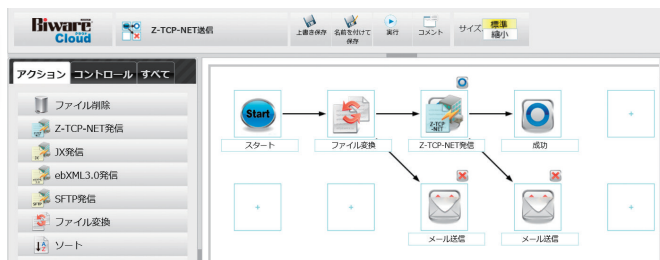 Biware
Cloud
Z-TCP-NET送信
上書き保存
名前を付けて
保存
実行
コメント
サイズ
標準
縮小
アクション コントロール すべて
ファイル削除
Z-TCP-NET発信
JX発信
ebXML3.0発信
SFTP発信
ファイル変換
ソート
Start
Z-TCP
-NET
スタート
ファイル変換
Z-TCP-NET発信
成功
メール送信
メール送信